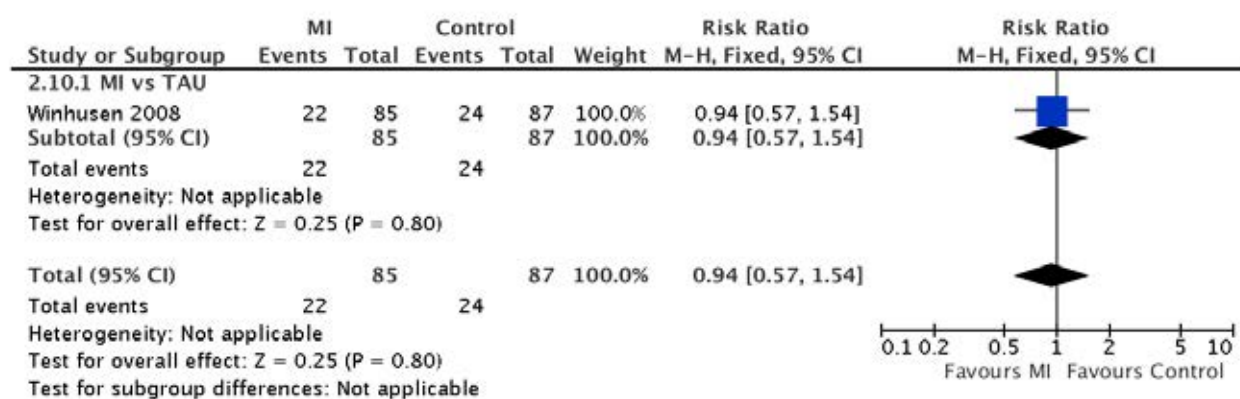 MI Control Risk Ratio Risk Ratio
Study or Subgroup Events Total Events Total Weight M-H, Fixed, 95% CI M-H, Fixed, 95% CI
2.10.1 MI vs TAU
Winhusen 2008 22 85 24 87 100.0% 0.94 [0.57, 1.54]
Subtotal (95% CI) 85 87 100.0% 0.94 [0.57, 1.54]
Total events 22 24
Heterogeneity: Not applicable
Test for overall effect: Z = 0.25 (P = 0.80)
Total (95% CI) 85 87 100.0% 0.94 [0.57, 1.54]
Total events 22 24
Heterogeneity: Not applicable
Test for overall effect: Z = 0.25 (P = 0.80)
Test for subgroup differences: Not applicable
0.1 0.2 0.5 1 2 5 10
Favours MI Favours Control